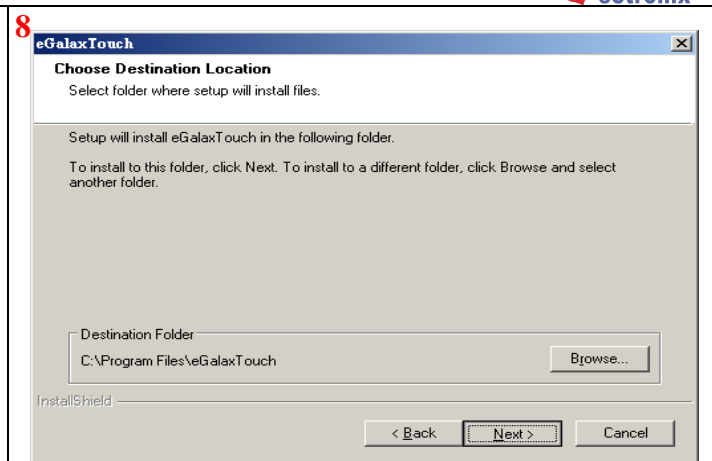 8
eGalaxTouch
Choose Destination Location
Select folder where setup will install files.
Setup will install eGalaxTouch in the following folder.
To install to this folder, click Next. To install to a different folder, click Browse and select
another folder.
Destination Folder
C:\Program Files\eGalaxTouch
Browse...
InstallShield
< Back Next > Cancel